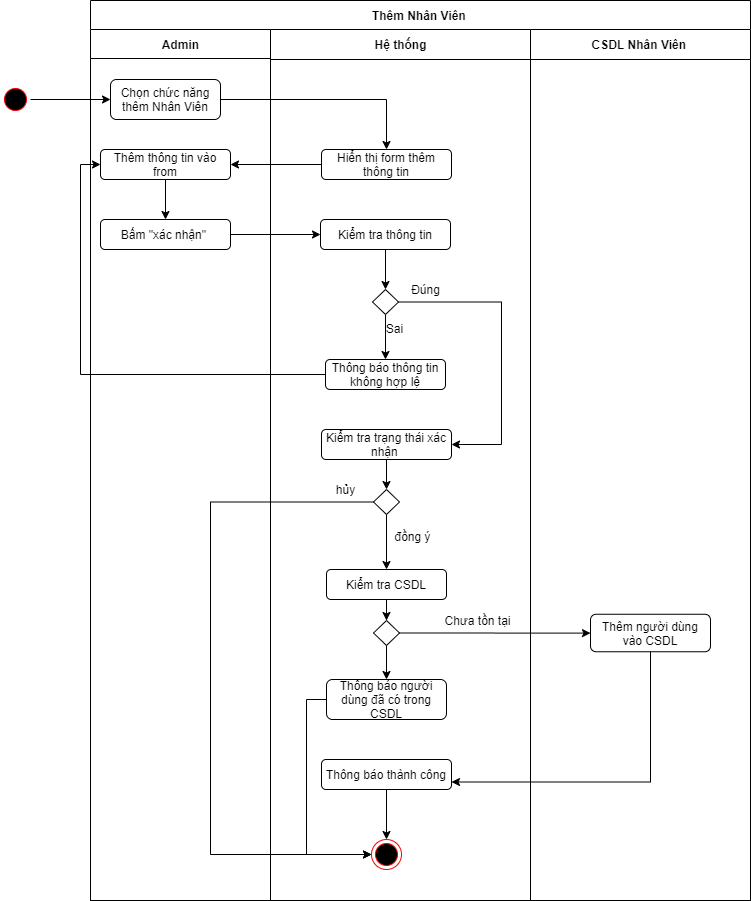 Thêm Nhân Viên
Admin
Hệ thống
CSDL Nhân Viên
Chọn chức năng
thêm Nhân Viên
Thêm thông tin vào
from
Hiển thị form thêm
thông tin
Bấm "xác nhận"
Kiểm tra thông tin
Đúng
Sai
Thông báo thông tin
không hợp lệ
Kiểm tra trạng thái xác
nhận
hủy
đồng ý
Kiểm tra CSDL
Chưa tồn tại
Thêm người dùng
vào CSDL
Thông báo người
dùng đã có trong
CSDL
Thông báo thành công